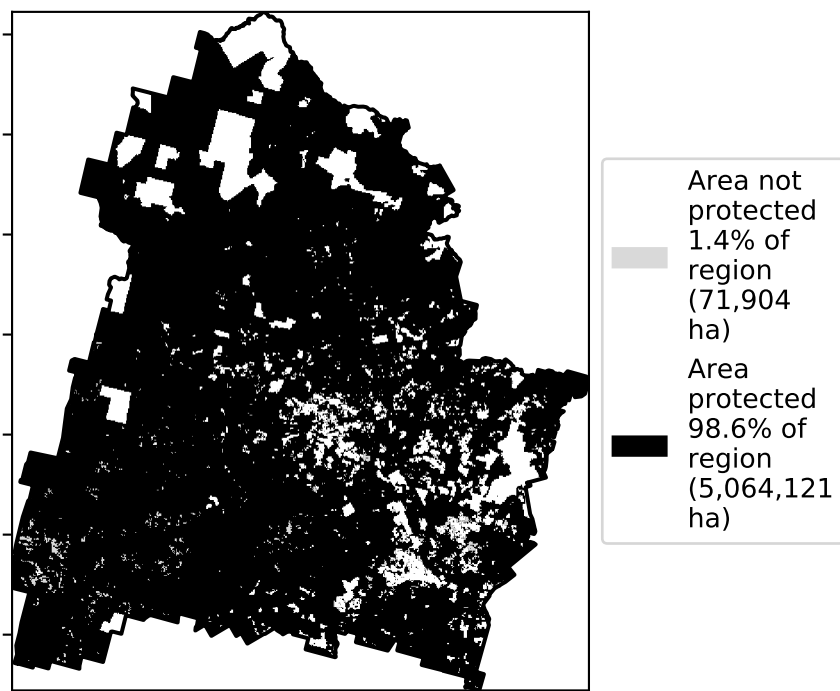 Area not
protected
1.4% of
region
(71,904
ha)
Area
protected
98.6% of
region
(5,064,121
ha)